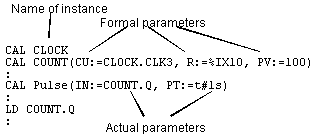 Name of instance
Formal parameters
CAL CLOCK
CAL COUNT(CU:=CLOCK.CLK3, R:=%IX10, PV:=100)
:
CAL Pulse(IN:=COUNT.Q, PT:=t#1s)
:
LD COUNT.Q
:
Actual parameters